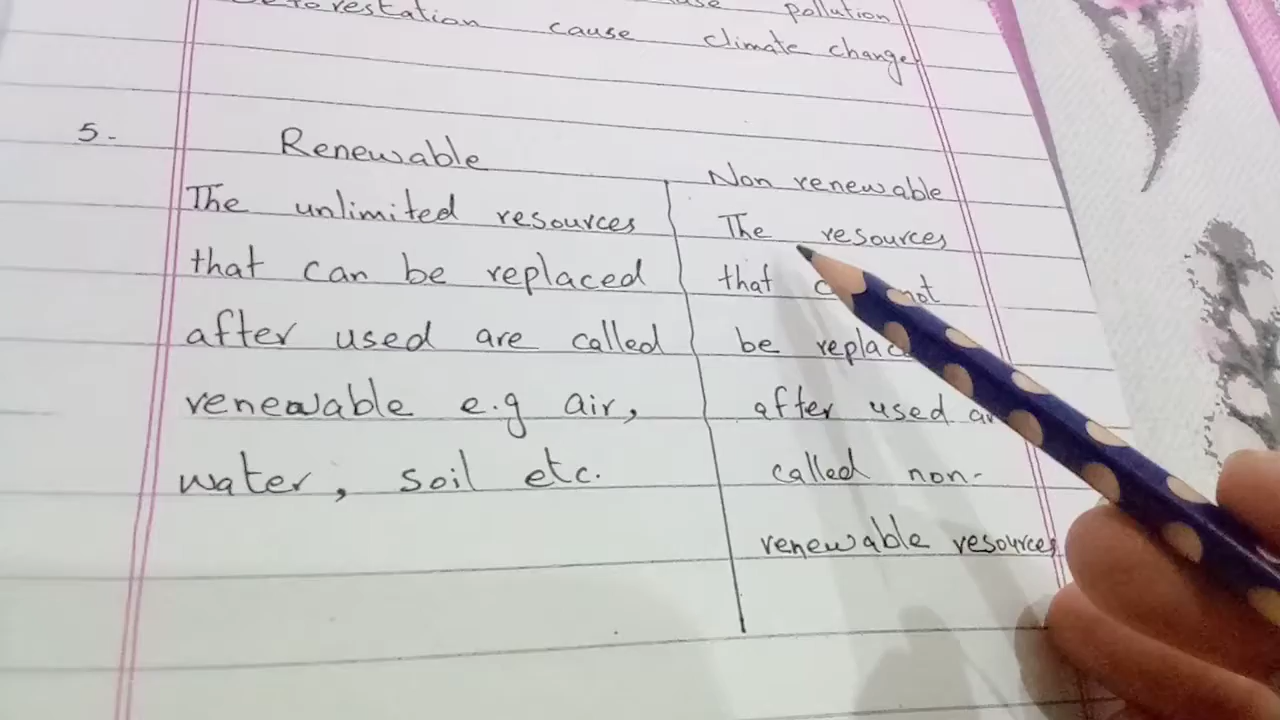 pollution
cause climate change
5.
Renewable
The unlimited resources
that can be replaced
after used are called
renewable e.g air,
water, soil etc.
Non renewable
The resources
that not
be
after used
called non-
renewable resources